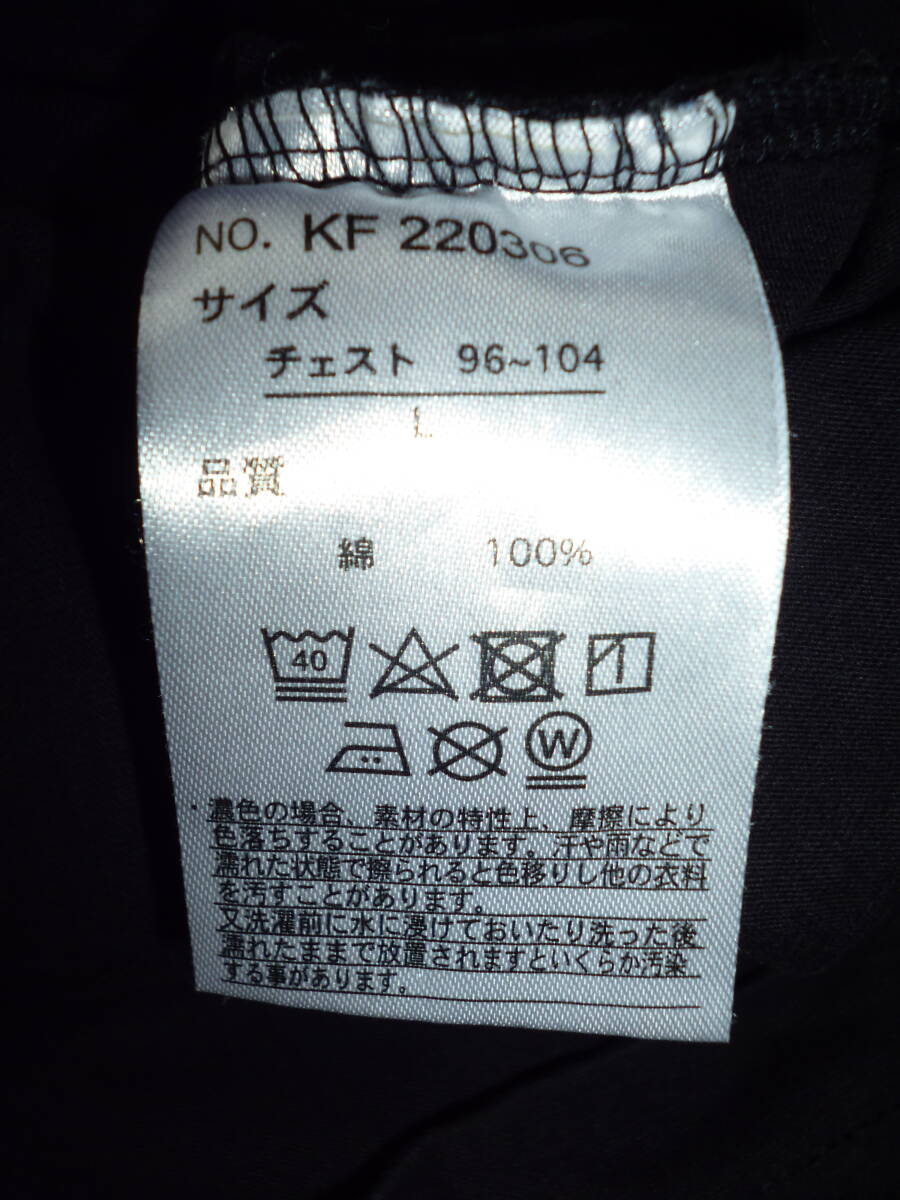 NO. KF 220306
サイズ
チェスト 96~104
L
品質
綿 100%
40
W
・濃色の場合、素材の特性上、摩擦により
色落ちすることがあります。汗や雨などで
濡れた状態で擦られると色移りし他の衣料
を汚すことがあります。
又洗濯前に水に浸けておいたり洗った後
濡れたままで放置されますといくらか汚染
する事があります。